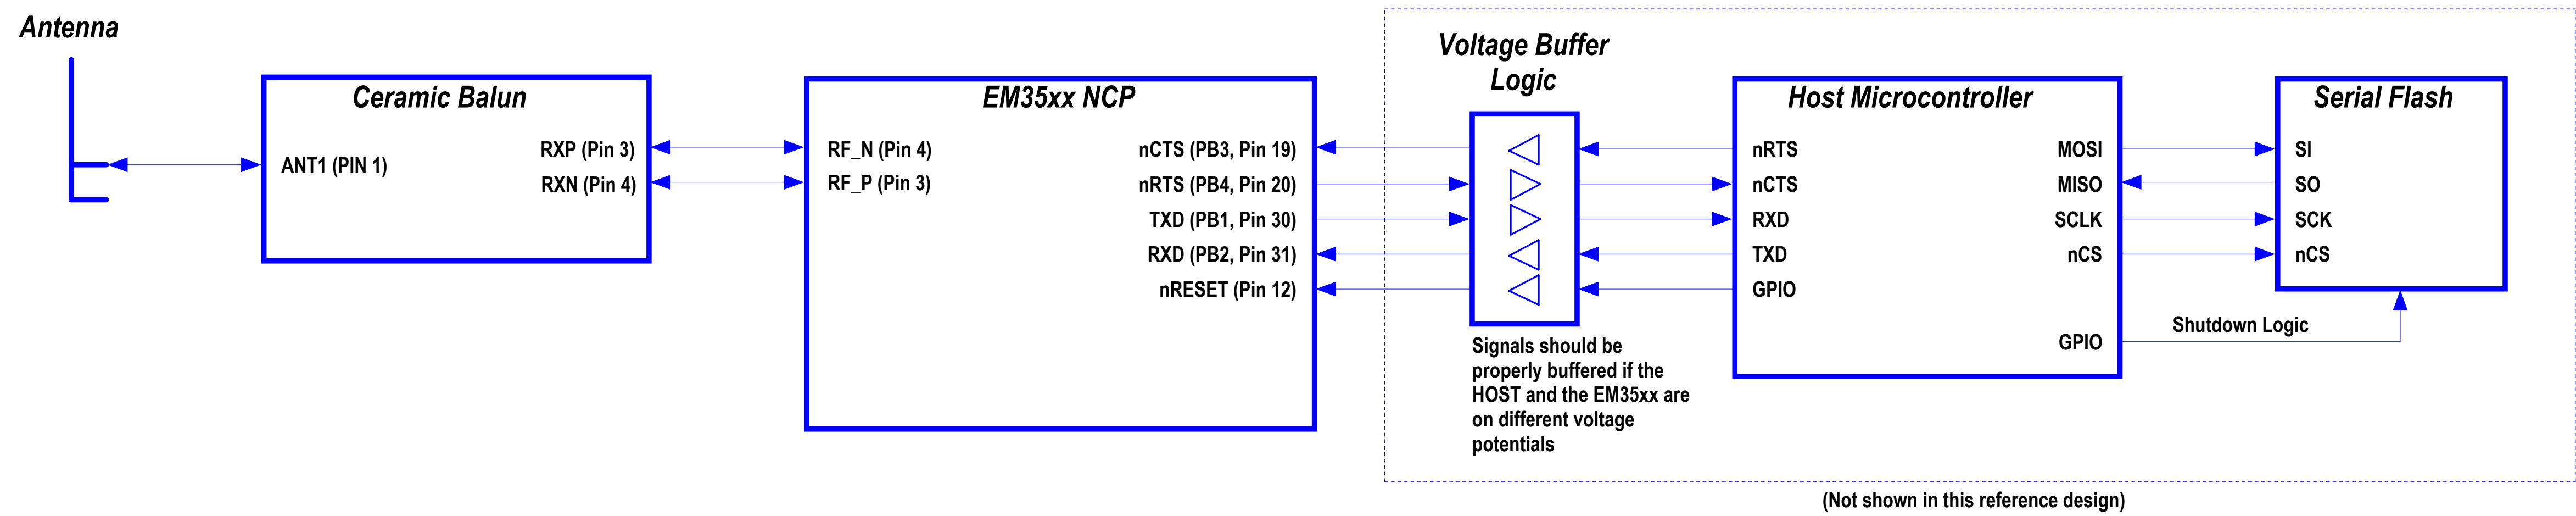 Antenna
Ceramic Balun
ANT1 (PIN 1)
RXP (Pin 3)
RXN (Pin 4)
EM35xx NCP
RF_N (Pin 4)
RF_P (Pin 3)
nCTS (PB3, Pin 19)
nRTS (PB4, Pin 20)
TXD (PB1, Pin 30)
RXD (PB2, Pin 31)
nRESET (Pin 12)
Voltage Buffer
Logic
Signals should be
properly buffered if the
HOST and the EM35xx are
on different voltage
potentials
Host Microcontroller
nRTS
nCTS
RXD
TXD
GPIO
MOSI
MISO
SCLK
nCS
GPIO
Shutdown Logic
Serial Flash
SI
SO
SCK
nCS
(Not shown in this reference design)